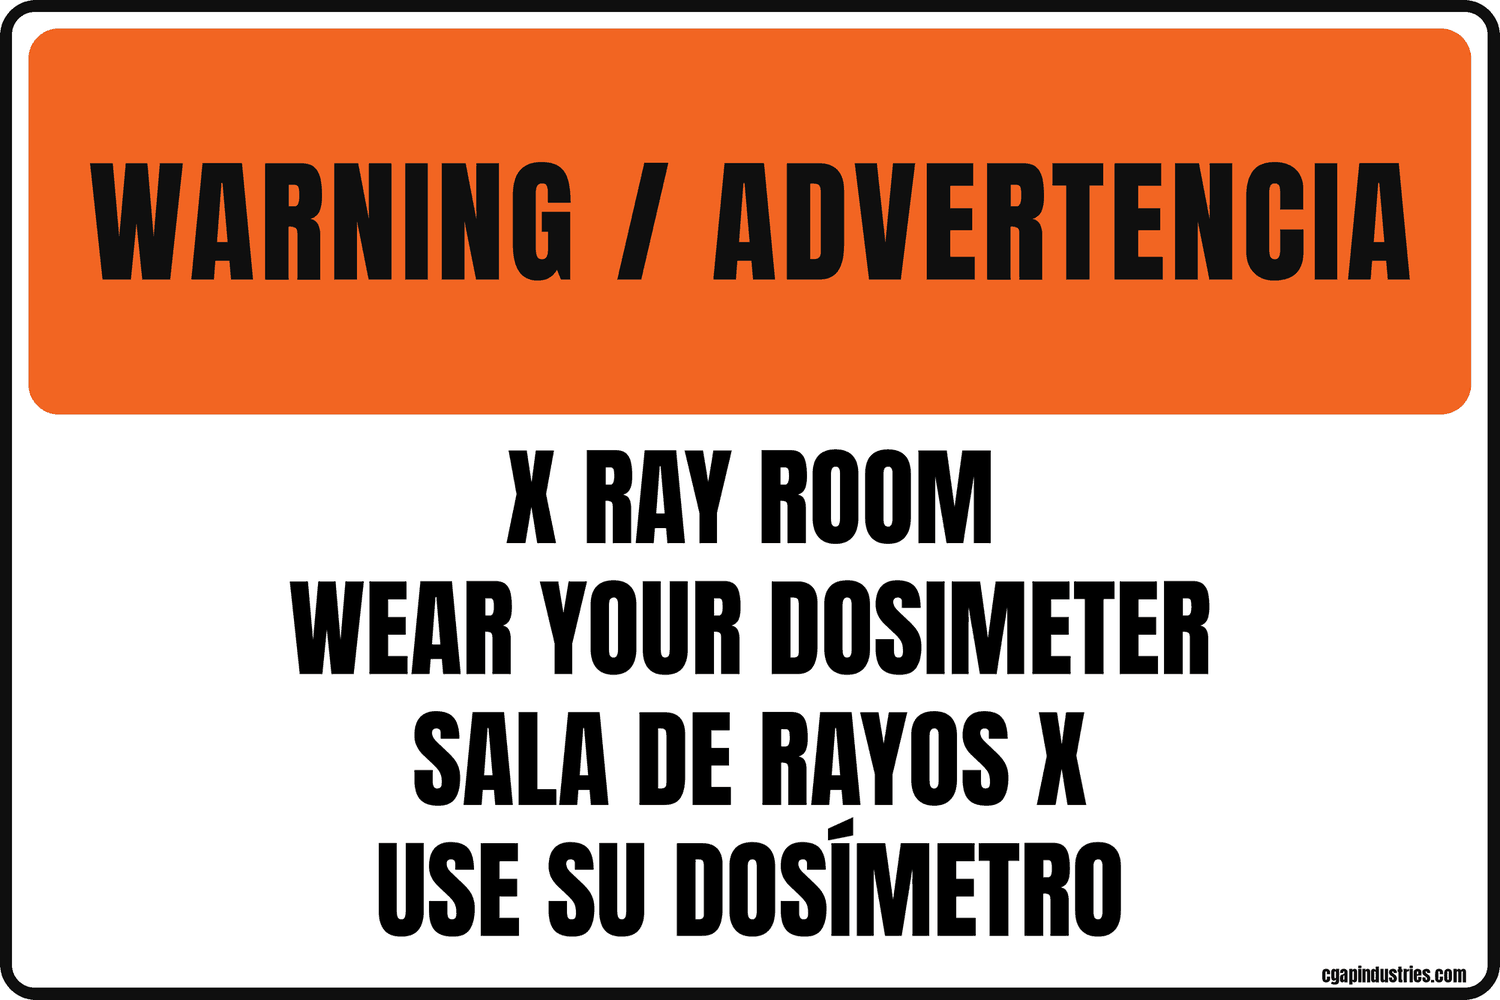 WARNING / ADVERTENCIA
X RAY ROOM
WEAR YOUR DOSIMETER
SALA DE RAYOS X
USE SU DOSÍMETRO
cgapindustries.com